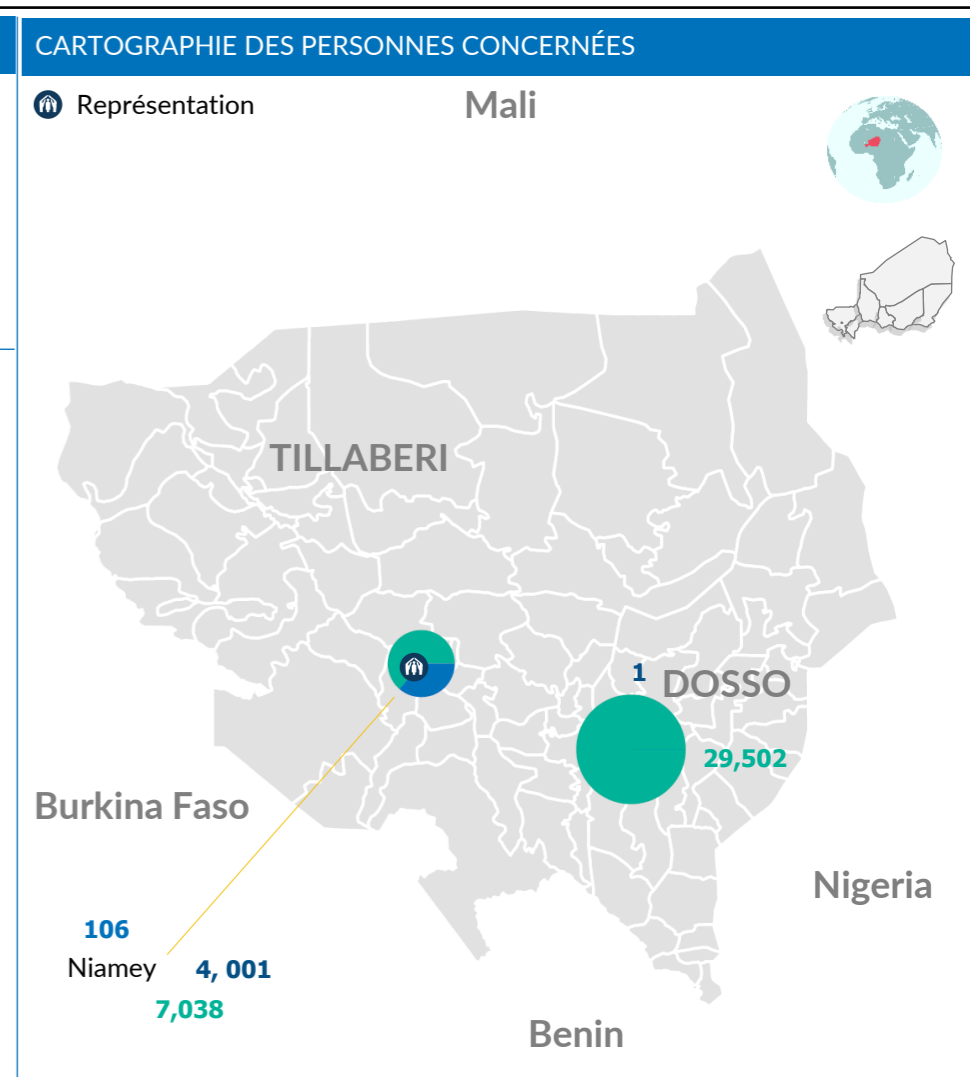 CARTOGRAPHIE DES PERSONNES CONCERNÉES
Représentation
Mali
TILLABERI
1
DOSSO
29,502
Burkina Faso
Nigeria
106
Niamey
4, 001
7,038
Benin